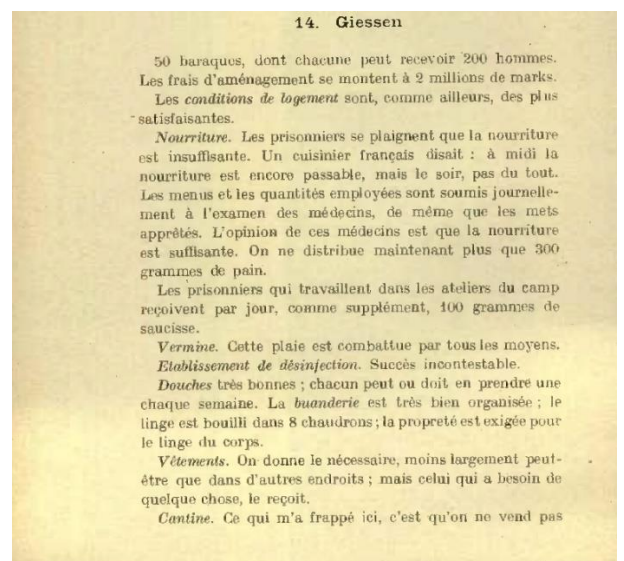 14. Giessen
50 baraques, dont chacune peut recevoir 200 hommes.
Les frais d'aménagement se montent à 2 millions de marks.
Les conditions de logement sont, comme ailleurs, des plus
satisfaisantes.
Nourriture. Les prisonniers se plaignent que la nourriture
est insuffisante. Un cuisinier français disait : à midi la
nourriture est encore passable, mais le soir, pas du tout.
Les menus et les quantités employées sont soumis journelle-
ment à l'examen des médecins, de même que les mets
apprêtés. L'opinion de ces médecins est que la nourriture
est suffisante. On ne distribue maintenant plus que 300
grammes de pain.
Les prisonniers qui travaillent dans les ateliers du camp
reçoivent par jour, comme supplément, 100 grammes de
saucisse.
Vermine. Cette plaie est combattue par tous les moyens.
Etablissement de désinfection. Succès incontestable.
Douches très bonnes ; chacun peut ou doit en prendre une
chaque semaine. La buanderie est très bien organisée ; le
linge est bouilli dans 8 chaudrons ; la propreté est exigée pour
le linge du corps.
Vêtements. On donne le nécessaire, moins largement peut-
être que dans d'autres endroits ; mais celui qui a besoin de
quelque chose, le reçoit.
Cantine. Ce qui m'a frappé ici, c'est qu'on ne vend pas